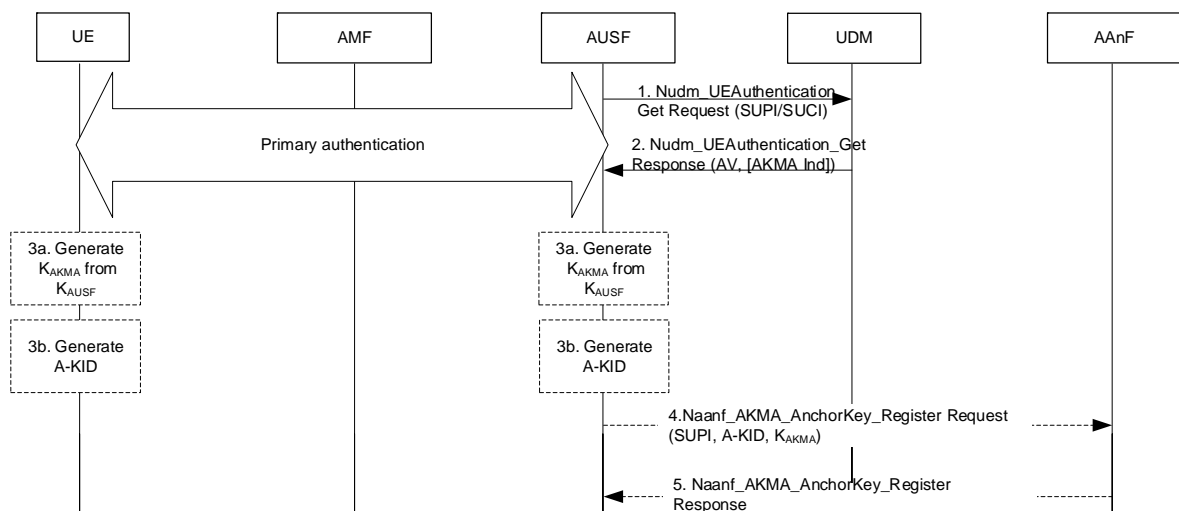 UE
AMF
AUSF
UDM
AAnF
1. Nudm_UEAuthentication_
Get Request (SUPI/SUCI)
Primary authentication
2. Nudm_UEAuthentication_Get
Response (AV, [AKMA Ind])
3a. Generate
KAKMA from
KAUSF
3a. Generate
KAKMA from
KAUSF
3b. Generate
A-KID
3b. Generate
A-KID
4.Naanf_AKMA_AnchorKey_Register Request
(SUPI, A-KID, KAKMA)
5. Naanf_AKMA_AnchorKey_Register
Response